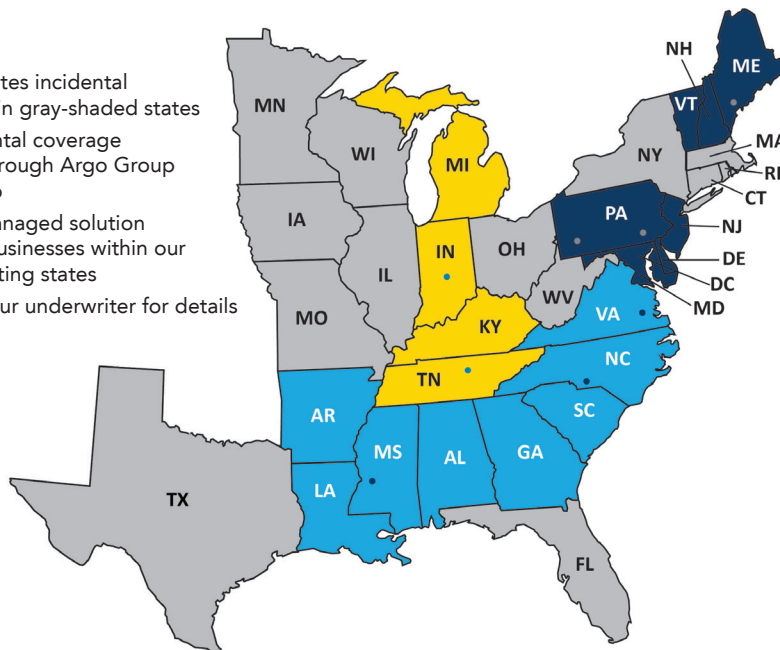 tes incidental
in gray-shaded states
ntal coverage
rough Argo Group
naged solution
usinesses within our
ting states
ur underwriter for details
NH
ME
VT
MN
MA
WI
NY
RI
MI
CT
PA
NJ
IA
OH
IN
DE
IL
DC
WV
MD
MO
VA
KY
NC
TN
SC
AR
MS
AL
GA
LA
TX
FL